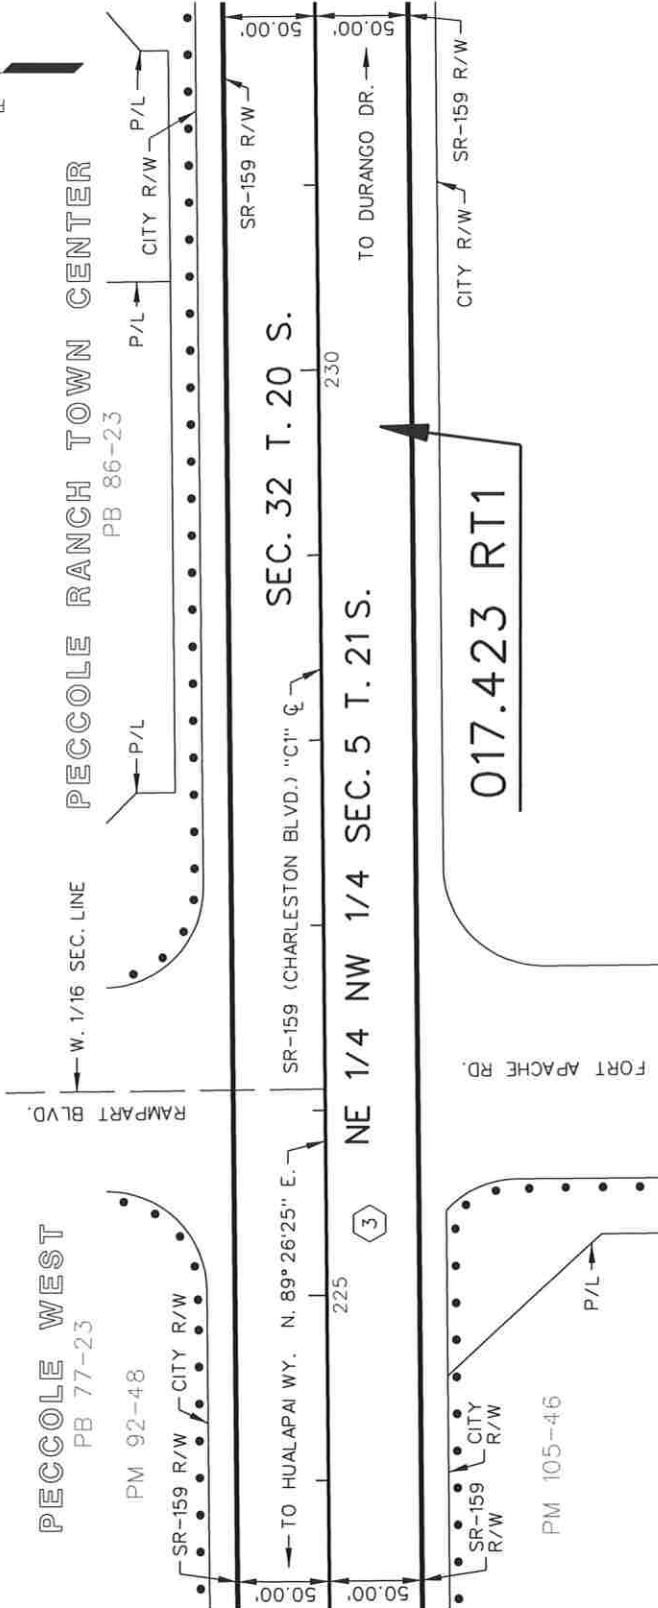 PECCOLE WEST
PB 77-23
PM 92-48
SR-159 R/W
CITY R/W
50.00'
50.00'
TO HUALAPAI WY.
N. 89° 26'25" E.
225
3
SR-159
R/W
CITY
R/W
PM 105-46
P/L
RAMPART BLVD.
W. 1/16 SEC. LINE
FORT APACHE RD.
PECCOLE RANCH TOWN CENTER
PB 86-23
P/L
P/L
P/L
CITY R/W
SR-159 R/W
SR-159 (CHARLESTON BLVD.) "C1" ℄
SEC. 32 T. 20 S.
NE 1/4 NW 1/4 SEC. 5 T. 21 S.
230
017.423 RT1
TO DURANGO DR.
CITY R/W
SR-159 R/W
50.00'
50.00'